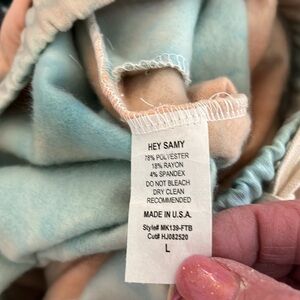 HEY SAMY
78% POLYESTER
18% RAYON
4% SPANDEX
DO NOT BLEACH
DRY CLEAN
RECOMMENDED
MADE IN U.S.A.
Style# MK139-FTB
Cut# HJ082520
L